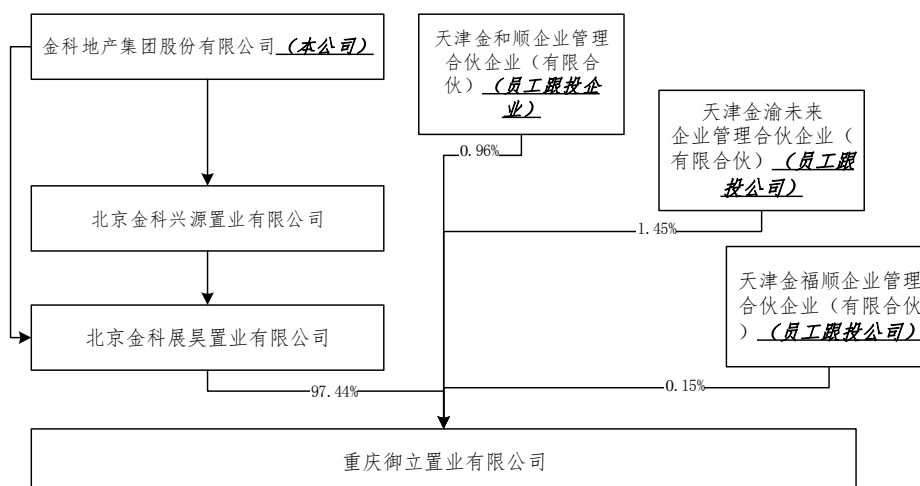 金科地产集团股份有限公司（本公司）
天津金和顺企业管理
合伙企业（有限合
伙）（员工跟投企
业）
天津金渝未来
企业管理合伙企业（
有限合伙）（员工跟
投公司）
0.96%
北京金科兴源置业有限公司
1.45%
天津金福顺企业管理
合伙企业（有限合伙
）（员工跟投公司）
北京金科展昊置业有限公司
97.44%
0.15%
重庆御立置业有限公司